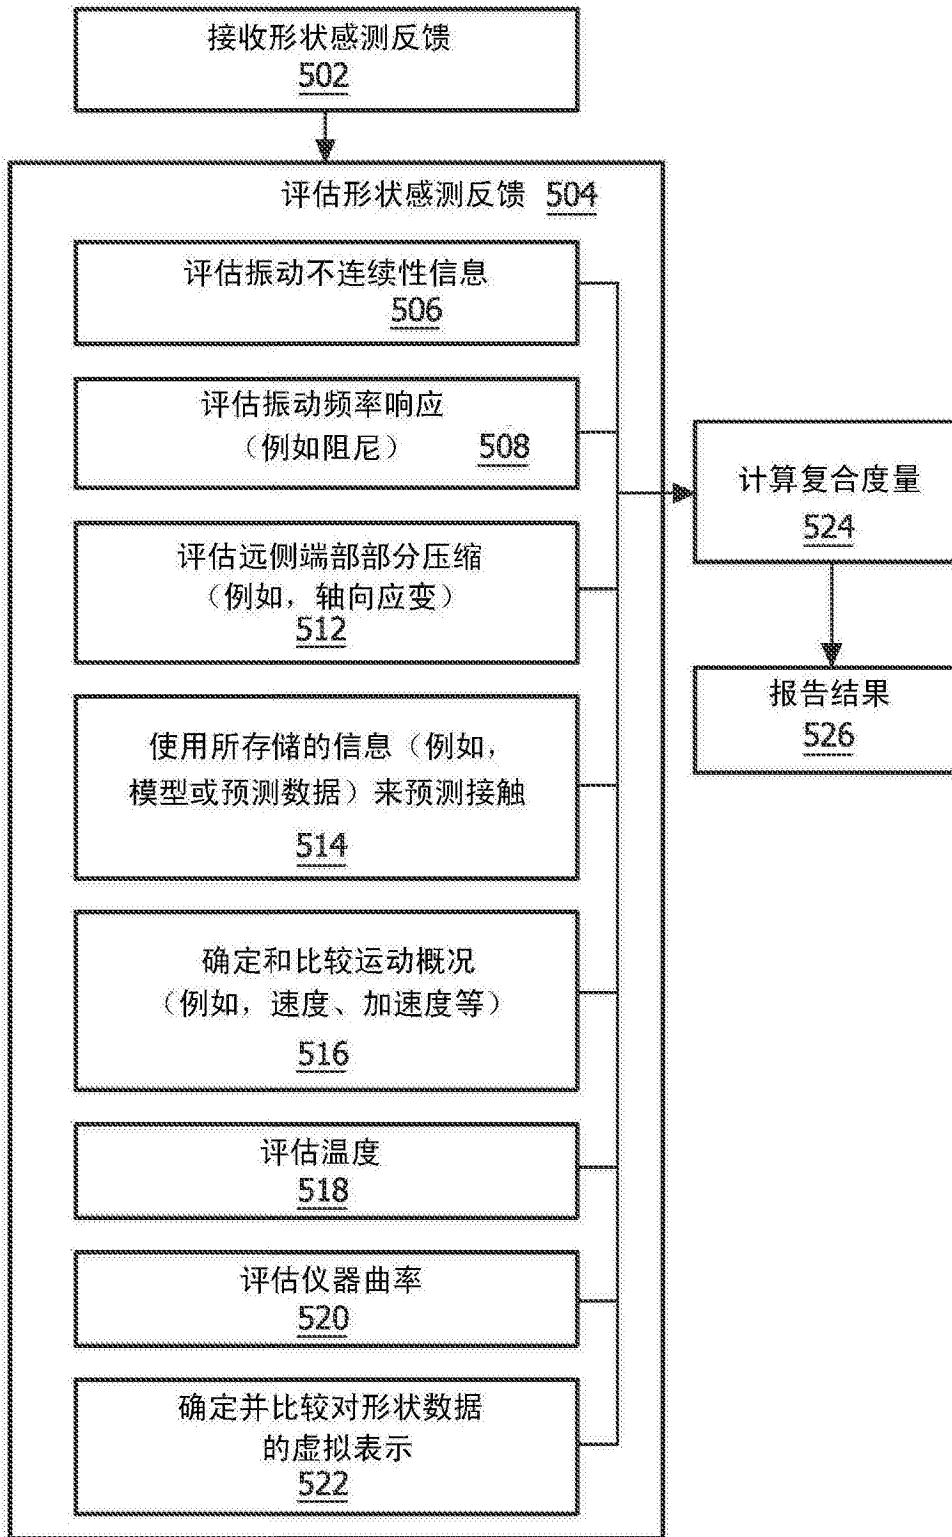 接收形状感测反馈
502
评估形状感测反馈 504
评估振动不连续性信息
506
评估振动频率响应
（例如阻尼） 508
评估远侧端部部分压缩
（例如，轴向应变）
512
使用所存储的信息（例如，
模型或预测数据）来预测接触
514
确定和比较运动概况
（例如，速度、加速度等）
516
评估温度
518
评估仪器曲率
520
确定并比较对形状数据
的虚拟表示
522
计算复合度量
524
报告结果
526